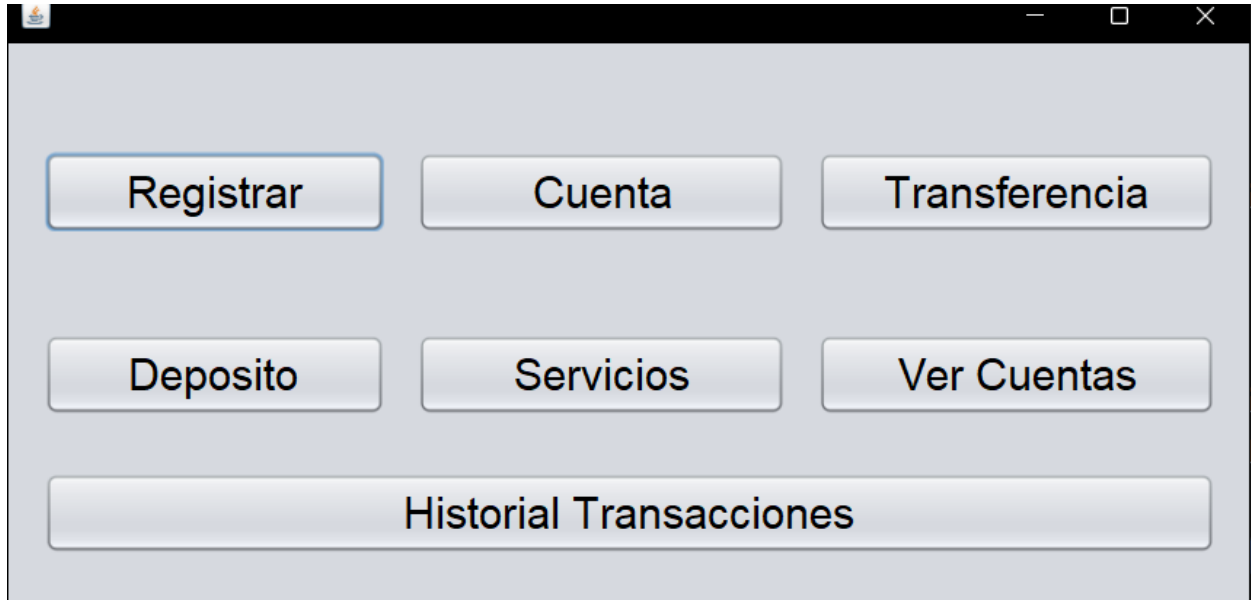 Registrar
Cuenta
Transferencia
Deposito
Servicios
Ver Cuentas
Historial Transacciones